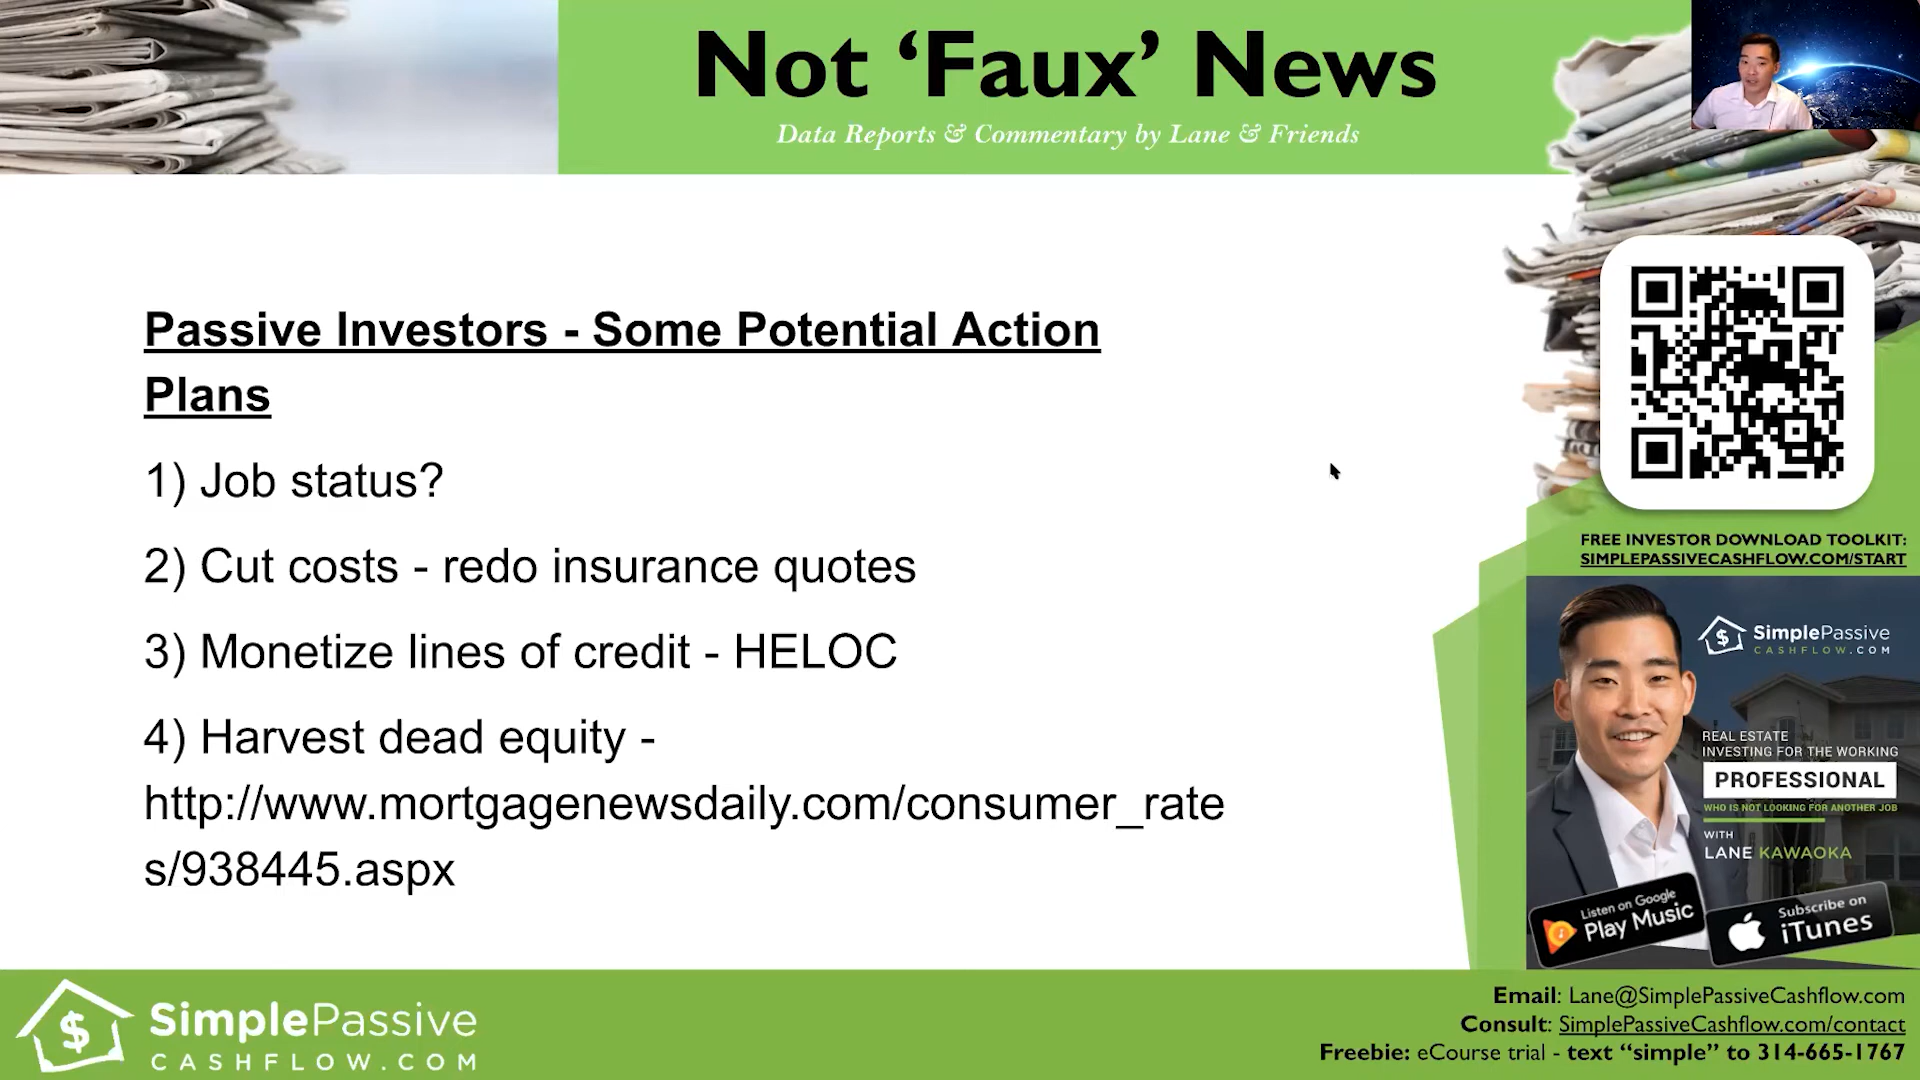 Not ‘Faux’ News
Data Reports & Commentary by Lane & Friends
Passive Investors - Some Potential Action
Plans
1) Job status?
2) Cut costs - redo insurance quotes
3) Monetize lines of credit - HELOC
4) Harvest dead equity -
http://www.mortgagenewsdaily.com/consumer_rate
s/938445.aspx
FREE INVESTOR DOWNLOAD TOOLKIT:
SIMPLEPASSIVECASHFLOW.COM/START
$ SimplePassive
CASHFLOW.COM
REAL ESTATE
INVESTING FOR THE WORKING
PROFESSIONAL
WHO IS NOT LOOKING FOR ANOTHER JOB
WITH
LANE KAWAOKA
Listen on Google
Play Music
Subscribe on
iTunes
$ SimplePassive
CASHFLOW.COM
Email: Lane@SimplePassiveCashflow.com
Consult: SimplePassiveCashflow.com/contact
Freebie: eCourse trial - text “simple” to 314-665-1767